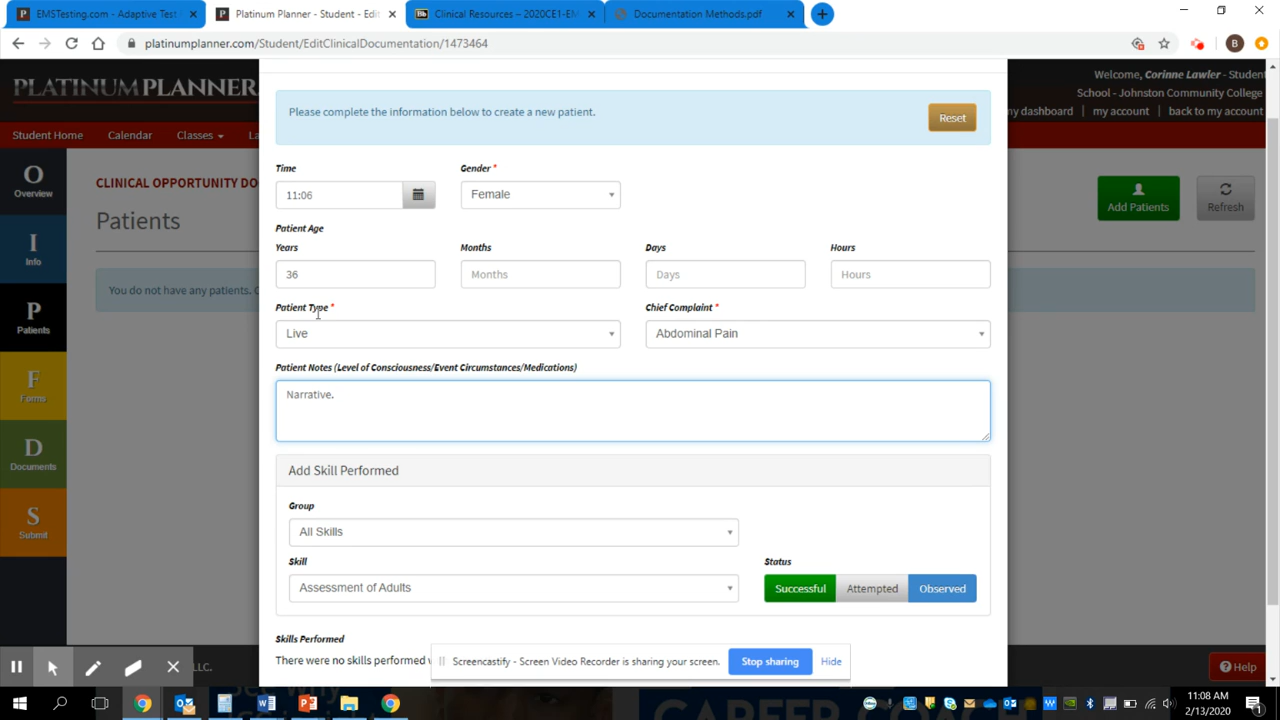 EMSTesting.com - Adaptive Test
Platinum Planner - Student - Edit
Clinical Resources – 2020CE1-EM
Documentation Methods.pdf
platinumplanner.com/Student/EditClinicalDocumentation/1473464
B
PLATINUM PLANNER
Welcome, Corinne Lawler - Student
School - Johnston Community College
my dashboard | my account | back to my account
Student Home Calendar Classes La
O
Overview
I
Info
P
Patients
F
Forms
D
Documents
S
Submit
CLINICAL OPPORTUNITY DO
Patients
Add Patients
Refresh
You do not have any patients.
Please complete the information below to create a new patient.
Reset
Time Gender *
11:06 Female
Patient Age
Years Months Days Hours
36 Months Days Hours
Patient Type * Chief Complaint *
Live Abdominal Pain
Patient Notes (Level of Consciousness/Event Circumstances/Medications)
Narrative.
Add Skill Performed
Group
All Skills
Skill Status
Assessment of Adults Successful Attempted Observed
Skills Performed
There were no skills performed
Screencastify - Screen Video Recorder is sharing your screen. Stop sharing Hide
LLC.
Help
CAREER COACH
11:08 AM
2/13/2020